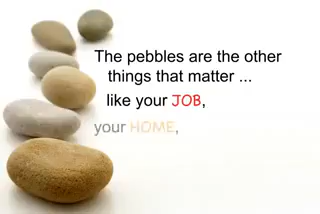 The pebbles are the other
things that matter ...
like your JOB,
your HOME,